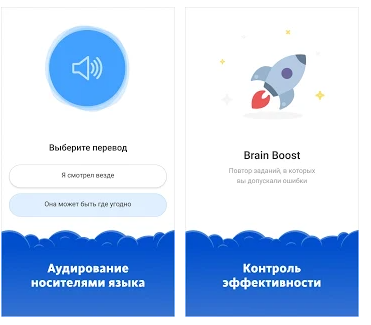 Выберите перевод
Я смотрел везде
Она может быть где угодно
Аудирование
носителями языка
Brain Boost
Повтор заданий, в которых
вы допускали ошибки
Контроль
эффективности